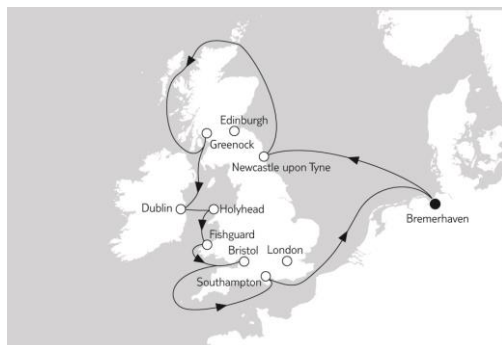 Edinburgh
Greenock
Newcastle upon Tyne
Dublin
Holyhead
Bremerhaven
Fishguard
Bristol
London
Southampton